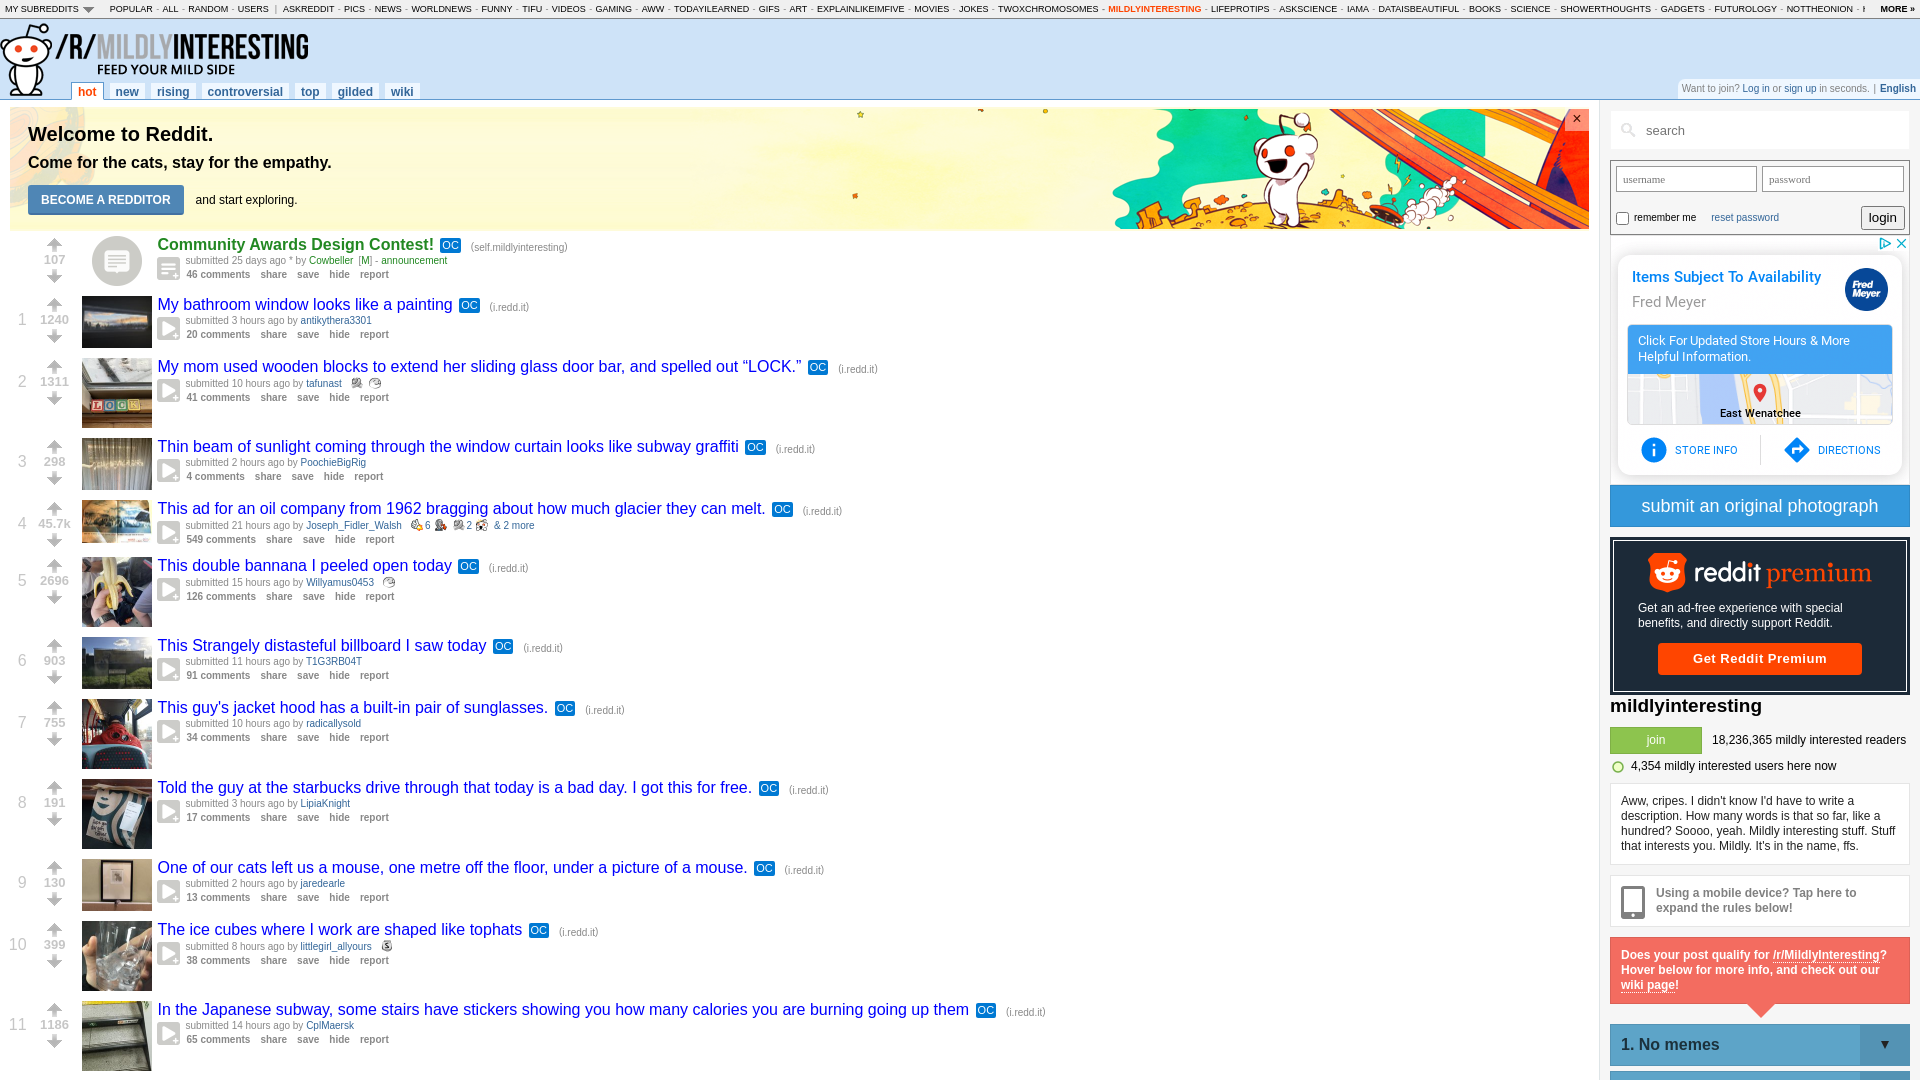 MY SUBREDDITS POPULAR - ALL - RANDOM - USERS | ASKREDDIT - PICS - NEWS - WORLDNEWS - FUNNY - TIFU - VIDEOS - GAMING - AWW - TODAYILEARNED - GIFS - ART - EXPLAINLIKEIMFIVE - MOVIES - JOKES - TWOXCHROMOSOMES - MILDLYINTERESTING - LIFEPROTIPS - ASKSCIENCE - IAMA - DATAISBEAUTIFUL - BOOKS - SCIENCE - SHOWERTHOUGHTS - GADGETS - FUTUROLOGY - NOTTHEONION - MORE »
/R/MILDLYINTERESTING
FEED YOUR MILD SIDE
hot new rising controversial top gilded wiki
Want to join? Log in or sign up in seconds. | English
Welcome to Reddit.
Come for the cats, stay for the empathy.
BECOME A REDDITOR and start exploring.
×
107
Community Awards Design Contest! OC (self.mildlyinteresting)
submitted 25 days ago * by Cowbeller [M] - announcement
46 comments share save hide report
1 1240
My bathroom window looks like a painting OC (i.redd.it)
submitted 3 hours ago by antikythera3301
20 comments share save hide report
2 1311
My mom used wooden blocks to extend her sliding glass door bar, and spelled out “LOCK.” OC (i.redd.it)
submitted 10 hours ago by tafunast
41 comments share save hide report
LOCK
3 298
Thin beam of sunlight coming through the window curtain looks like subway graffiti OC (i.redd.it)
submitted 2 hours ago by PoochieBigRig
4 comments share save hide report
4 45.7k
This ad for an oil company from 1962 bragging about how much glacier they can melt. OC (i.redd.it)
submitted 21 hours ago by Joseph_Fidler_Walsh 6 2 & 2 more
549 comments share save hide report
5 2696
This double bannana I peeled open today OC (i.redd.it)
submitted 15 hours ago by Willyamus0453
126 comments share save hide report
6 903
This Strangely distasteful billboard I saw today OC (i.redd.it)
submitted 11 hours ago by T1G3RB04T
91 comments share save hide report
7 755
This guy's jacket hood has a built-in pair of sunglasses. OC (i.redd.it)
submitted 10 hours ago by radicallysold
34 comments share save hide report
8 191
Told the guy at the starbucks drive through that today is a bad day. I got this for free. OC (i.redd.it)
submitted 3 hours ago by LipiaKnight
17 comments share save hide report
9 130
One of our cats left us a mouse, one metre off the floor, under a picture of a mouse. OC (i.redd.it)
submitted 2 hours ago by jaredearle
13 comments share save hide report
10 399
The ice cubes where I work are shaped like tophats OC (i.redd.it)
submitted 8 hours ago by littlegirl_allyours
38 comments share save hide report
11 1186
In the Japanese subway, some stairs have stickers showing you how many calories you are burning going up them OC (i.redd.it)
submitted 14 hours ago by CplMaersk
65 comments share save hide report
search
username password
remember me reset password login
Items Subject To Availability
Fred Meyer
Fred Meyer
Click For Updated Store Hours & More
Helpful Information.
East Wenatchee
STORE INFO DIRECTIONS
submit an original photograph
reddit premium
Get an ad-free experience with special
benefits, and directly support Reddit.
Get Reddit Premium
mildlyinteresting
join 18,236,365 mildly interested readers
4,354 mildly interested users here now
Aww, cripes. I didn't know I'd have to write a
description. How many words is that so far, like a
hundred? Soooo, yeah. Mildly interesting stuff. Stuff
that interests you. Mildly. It's in the name, ffs.
Using a mobile device? Tap here to
expand the rules below!
Does your post qualify for /r/MildlyInteresting?
Hover below for more info, and check out our
wiki page!
1. No memes ▼